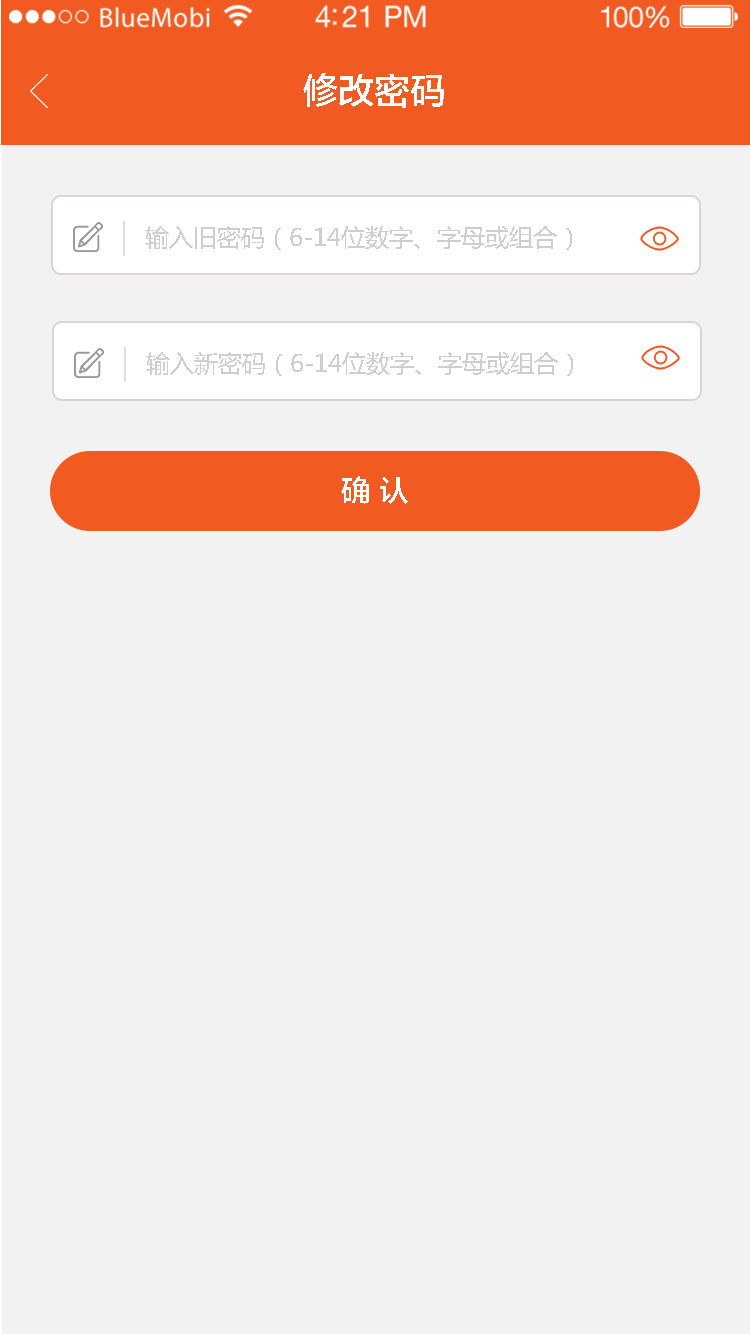 BlueMobi 4:21 PM 100%
修改密码
输入旧密码（6-14位数字、字母或组合）
输入新密码（6-14位数字、字母或组合）
确 认